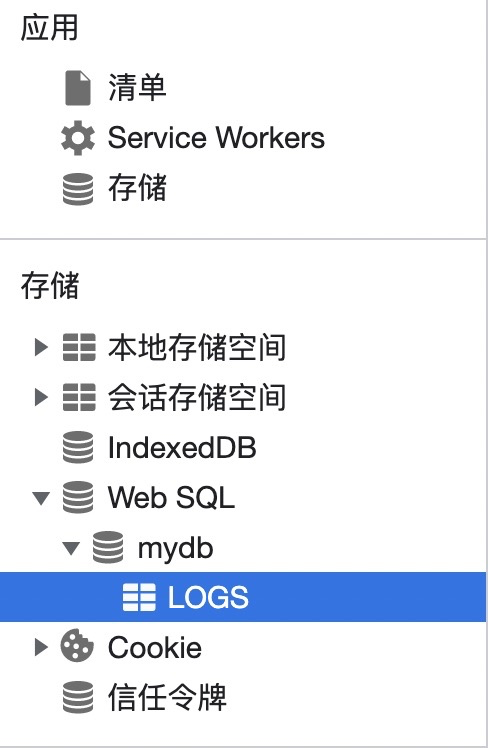 应用
清单
Service Workers
存储
存储
本地存储空间
会话存储空间
IndexedDB
Web SQL
mydb
LOGS
Cookie
信任令牌